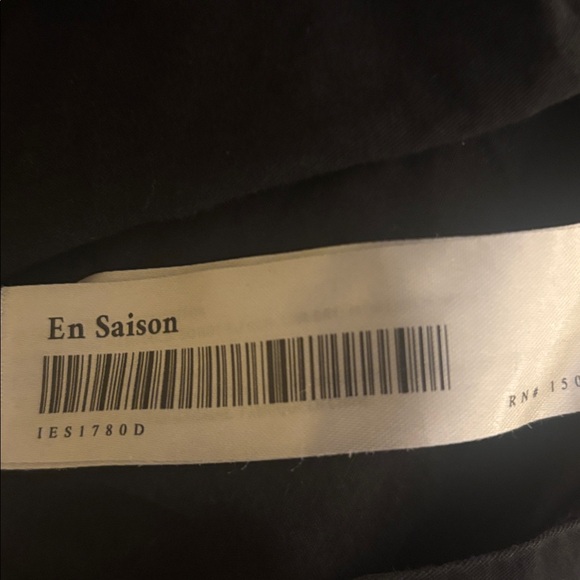 En Saison
IES1780D
RN# 150